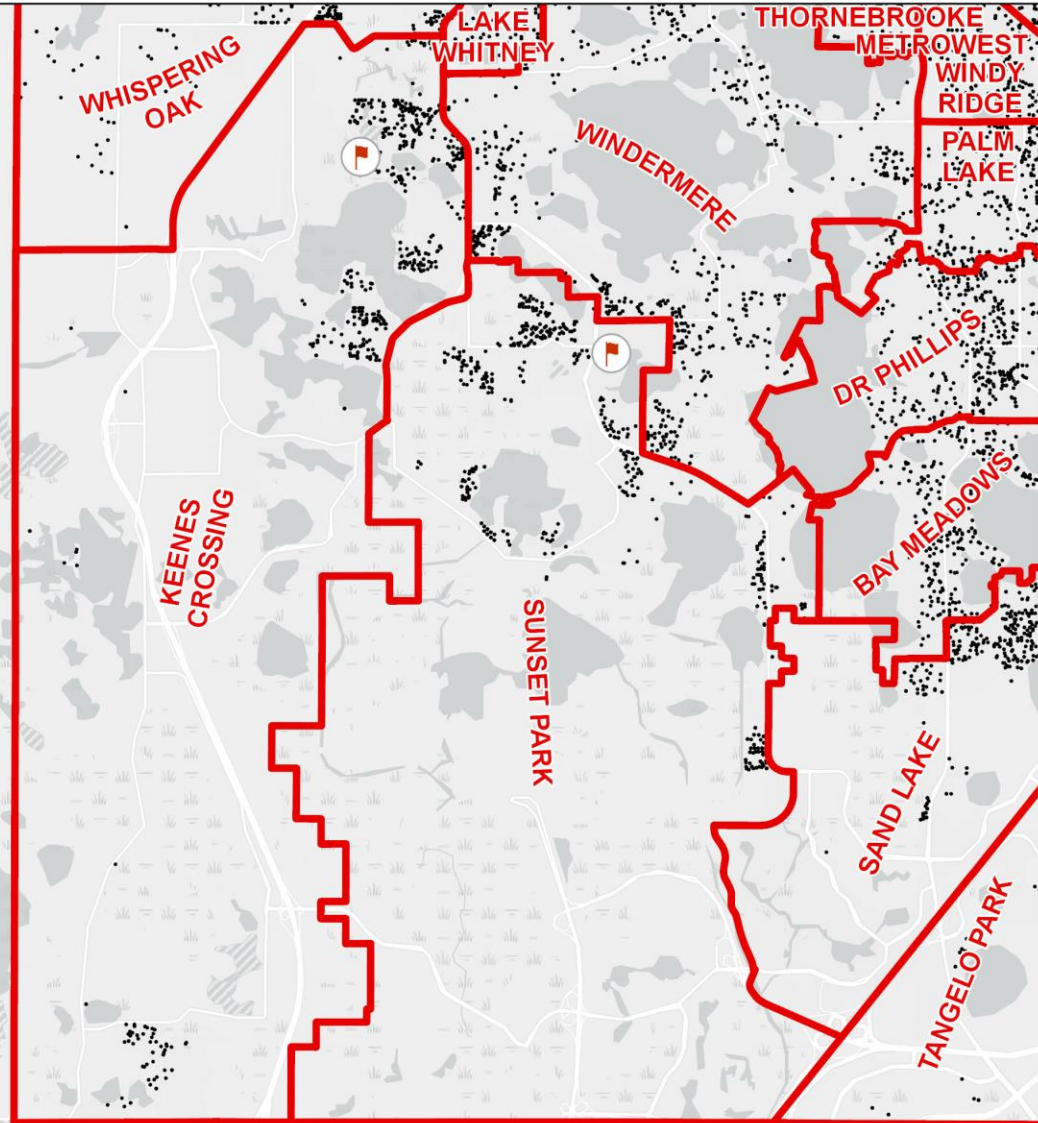 LAKE
WHITNEY
THORNEBROOKE
METROWEST
WINDY
RIDGE
WHISPERING
OAK
WINDERMERE
PALM
LAKE
DR PHILLIPS
BAY MEADOWS
KEENES
CROSSING
SUNSET PARK
SAND LAKE
TANGELO PARK